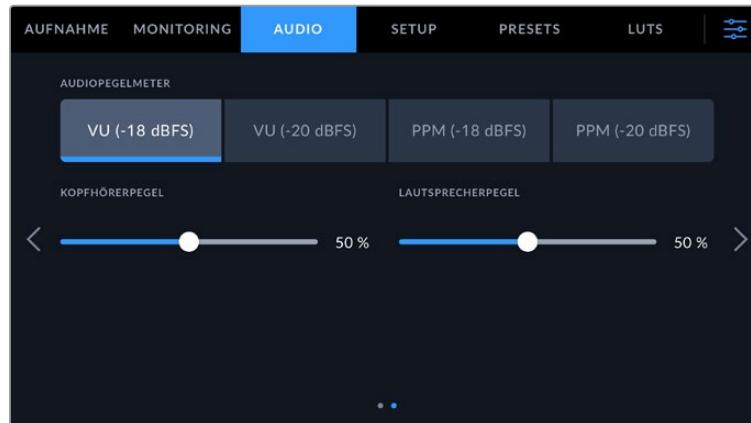 AUFNAHME MONITORING AUDIO SETUP PRESETS LUTS
AUDIOPEGELMETER
VU (-18 dBFS) VU (-20 dBFS) PPM (-18 dBFS) PPM (-20 dBFS)
KOPFHÖRERPEGEL LAUTSPRECHERPEGEL
50 % 50 %